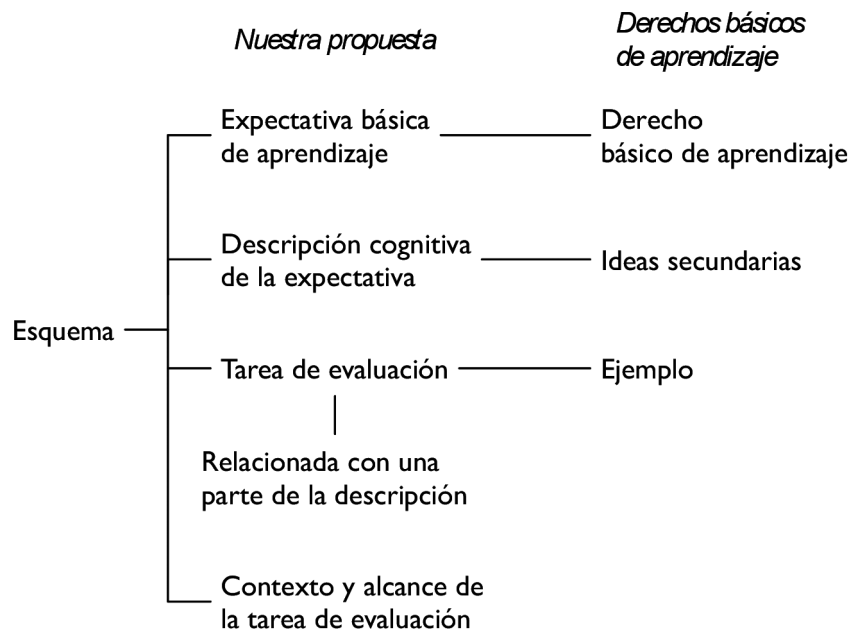 Nuestra propuesta
Derechos básicos
de aprendizaje
Expectativa básica
de aprendizaje
Derecho
básico de aprendizaje
Descripción cognitiva
de la expectativa
Ideas secundarias
Esquema
Tarea de evaluación
Ejemplo
Relacionada con una
parte de la descripción
Contexto y alcance de
la tarea de evaluación